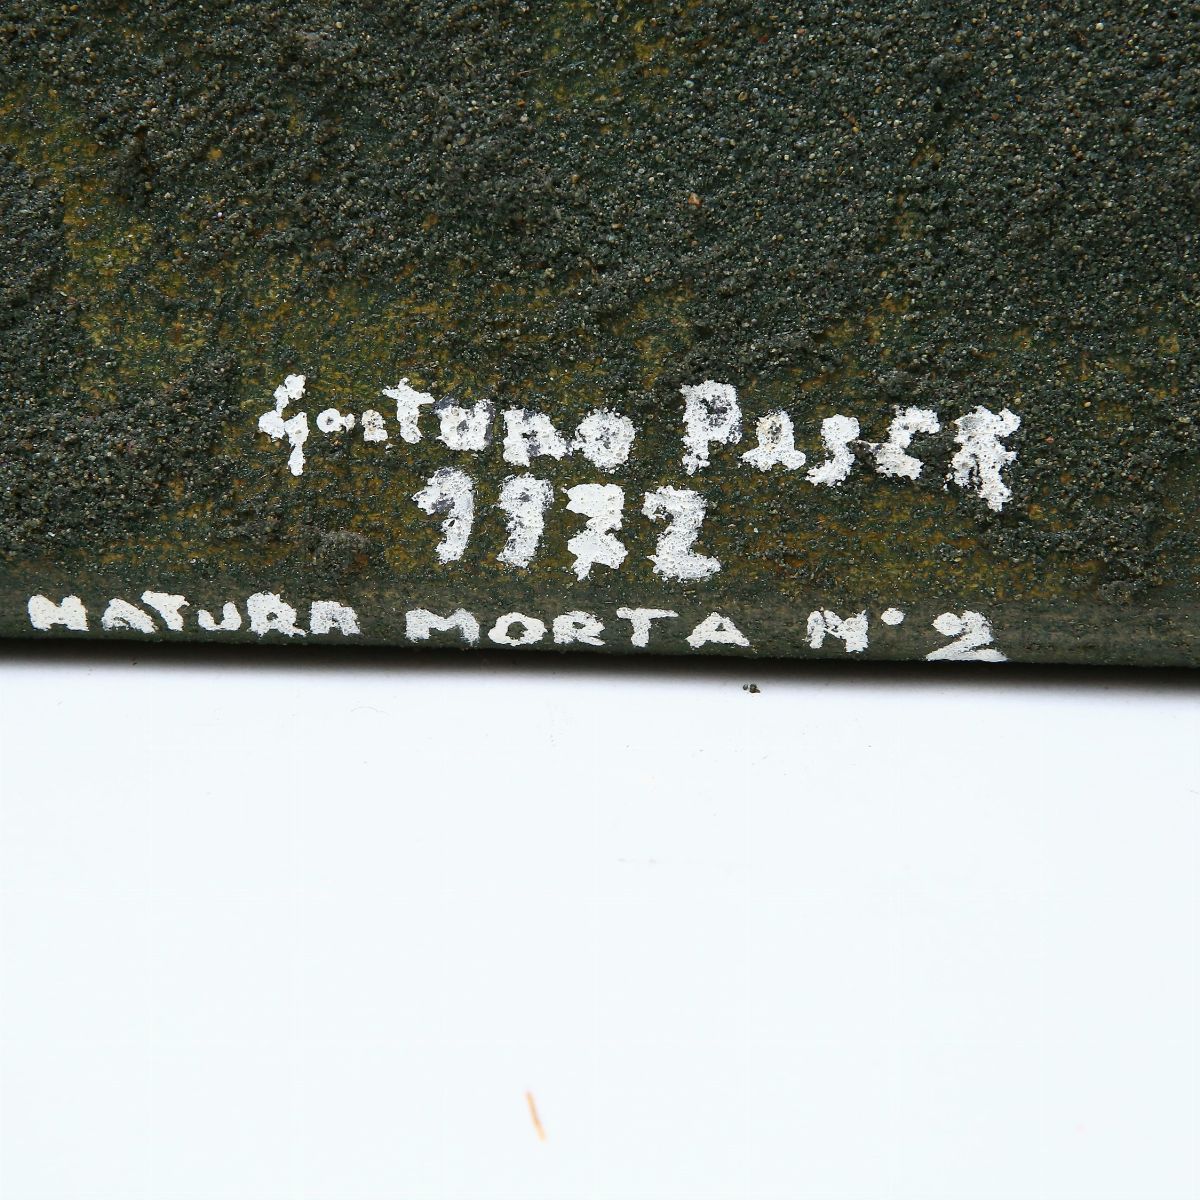 Gaetano Pesce
1972
NATURA MORTA N° 2